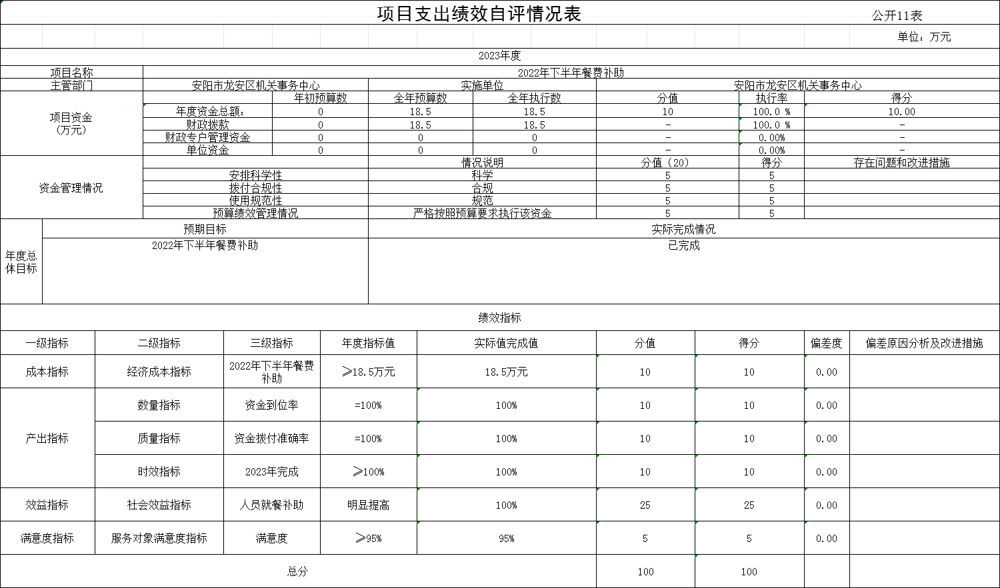 项目支出绩效自评情况表 公开11表
单位：万元
2023年度
项目名称 2022年下半年餐费补助
主管部门 安阳市龙安区机关事务中心 实施单位 安阳市龙安区机关事务中心
项目资金
(万元) 年初预算数 全年预算数 全年执行数 分值 执行率 得分
年度资金总额： 0 18.5 18.5 10 100.0 % 10.00
财政拨款 0 18.5 18.5 – 100.0 % –
财政专户管理资金 0 0 0 – 0.00% –
单位资金 0 0 0 – 0.00% –
资金管理情况 情况说明 分值（20） 得分 存在问题和改进措施
安排科学性 科学 5 5
拨付合规性 合规 5 5
使用规范性 规范 5 5
预算绩效管理情况 严格按照预算要求执行该资金 5 5
年度总
体目标 预期目标 实际完成情况
2022年下半年餐费补助 已完成
绩效指标
一级指标 二级指标 三级指标 年度指标值 实际值完成值 分值 得分 偏差度 偏差原因分析及改进措施
成本指标 经济成本指标 2022年下半年餐费
补助 ≥18.5万元 18.5万元 10 10 0.00
产出指标 数量指标 资金到位率 =100% 100% 10 10 0.00
质量指标 资金拨付准确率 =100% 100% 10 10 0.00
时效指标 2023年完成 ≥100% 100% 10 10 0.00
效益指标 社会效益指标 人员就餐补助 明显提高 100% 25 25 0.00
满意度指标 服务对象满意度指标 满意度 ≥95% 95% 5 5 0.00
总分 100 100